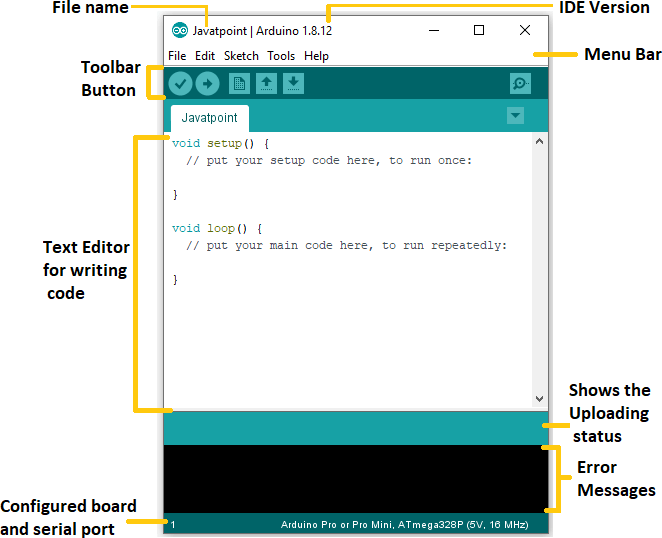 File name
IDE Version
Javatpoint | Arduino 1.8.12
File Edit Sketch Tools Help
Menu Bar
Toolbar
Button
Javatpoint
void setup() {
// put your setup code here, to run once:
}
void loop() {
// put your main code here, to run repeatedly:
}
Text Editor
for writing
code
Shows the
Uploading
status
Error
Messages
Configured board
and serial port
1
Arduino Pro or Pro Mini, ATmega328P (5V, 16 MHz)